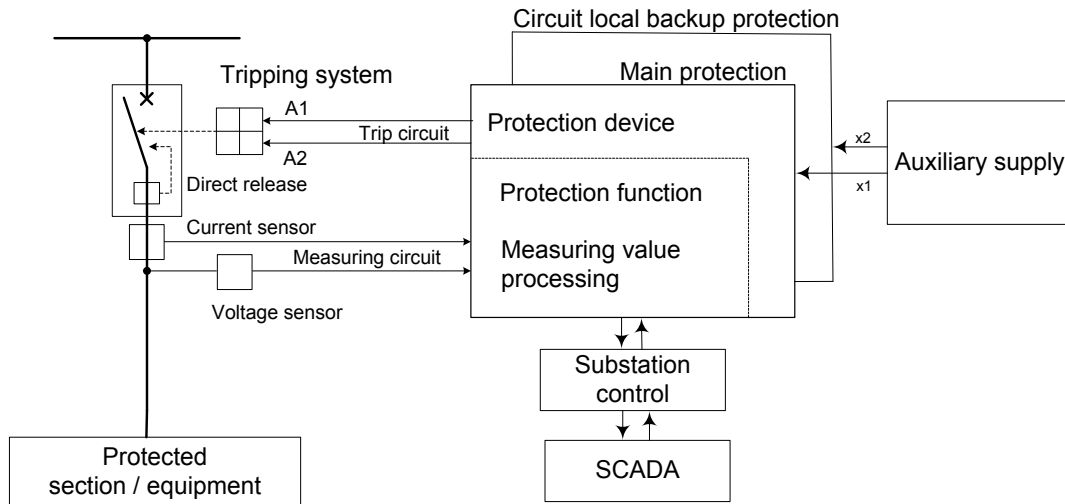 Circuit local backup protection
Tripping system
Main protection
A1
Protection device
Trip circuit
A2
x2
Auxiliary supply
x1
Direct release
Protection function
Current sensor
Measuring circuit
Measuring value
processing
Voltage sensor
Substation
control
Protected
section / equipment
SCADA